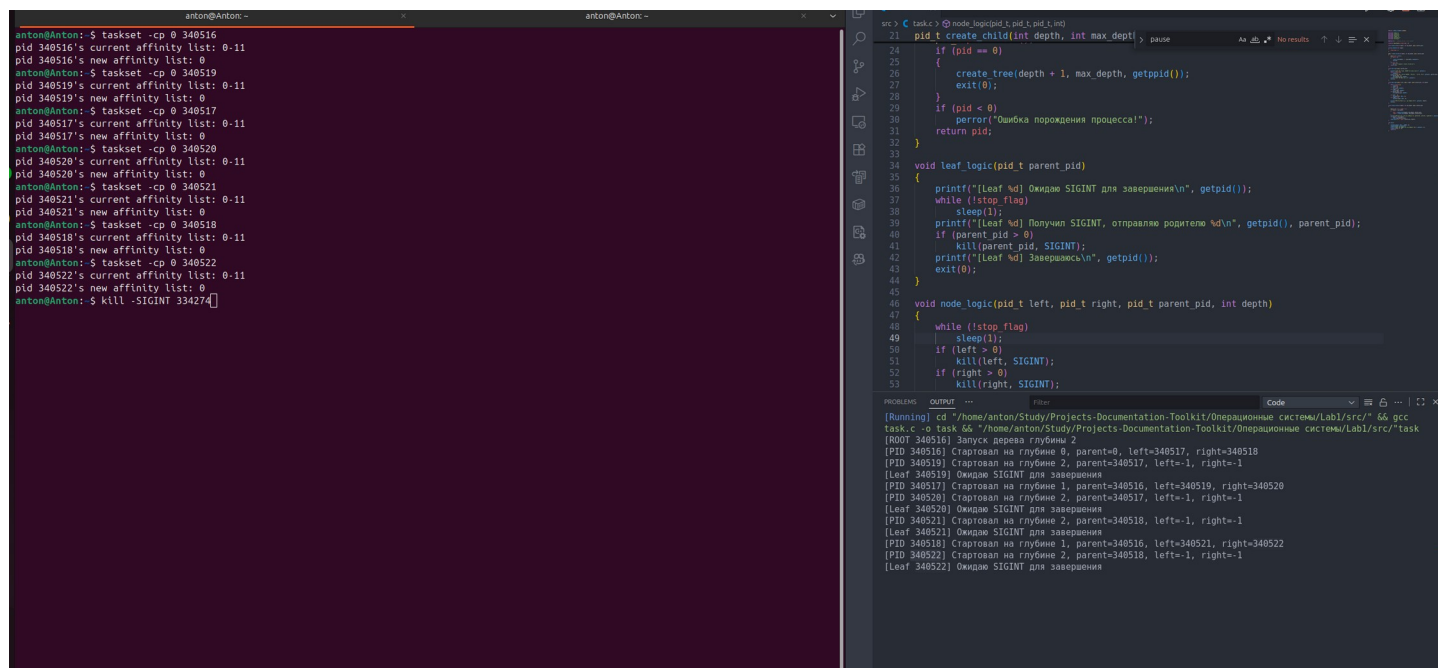 anton@Anton: ~
anton@Anton: ~
anton@Anton:~$ taskset -cp 0 340516
pid 340516's current affinity list: 0-11
pid 340516's new affinity list: 0
anton@Anton:~$ taskset -cp 0 340519
pid 340519's current affinity list: 0-11
pid 340519's new affinity list: 0
anton@Anton:~$ taskset -cp 0 340517
pid 340517's current affinity list: 0-11
pid 340517's new affinity list: 0
anton@Anton:~$ taskset -cp 0 340520
pid 340520's current affinity list: 0-11
pid 340520's new affinity list: 0
anton@Anton:~$ taskset -cp 0 340521
pid 340521's current affinity list: 0-11
pid 340521's new affinity list: 0
anton@Anton:~$ taskset -cp 0 340518
pid 340518's current affinity list: 0-11
pid 340518's new affinity list: 0
anton@Anton:~$ taskset -cp 0 340522
pid 340522's current affinity list: 0-11
pid 340522's new affinity list: 0
anton@Anton:~$ kill -SIGINT 334274
src > C task.c > node_logic(pid_t, pid_t, pid_t, int)
21 pid_t create_child(int depth, int max_dept
pause Aa ab .* No results
24 if (pid == 0)
25 {
26 create_tree(depth + 1, max_depth, getppid());
27 exit(0);
28 }
29 if (pid < 0)
30 perror("Ошибка порождения процесса!");
31 return pid;
32 }
33
34 void leaf_logic(pid_t parent_pid)
35 {
36 printf("[Leaf %d] Ожидаю SIGINT для завершения\n", getpid());
37 while (!stop_flag)
38 sleep(1);
39 printf("[Leaf %d] Получил SIGINT, отправляю родителю %d\n", getpid(), parent_pid);
40 if (parent_pid > 0)
41 kill(parent_pid, SIGINT);
42 printf("[Leaf %d] Завершаюсь\n", getpid());
43 exit(0);
44 }
45
46 void node_logic(pid_t left, pid_t right, pid_t parent_pid, int depth)
47 {
48 while (!stop_flag)
49 sleep(1);
50 if (left > 0)
51 kill(left, SIGINT);
52 if (right > 0)
53 kill(right, SIGINT);
PROBLEMS OUTPUT ··· Filter Code
[Running] cd "/home/anton/Study/Projects-Documentation-Toolkit/Операционные системы/Lab1/src/" && gcc
task.c -o task && "/home/anton/Study/Projects-Documentation-Toolkit/Операционные системы/Lab1/src/"task
[ROOT 340516] Запуск дерева глубины 2
[PID 340516] Стартовал на глубине 0, parent=0, left=340517, right=340518
[PID 340519] Стартовал на глубине 2, parent=340517, left=-1, right=-1
[Leaf 340519] Ожидаю SIGINT для завершения
[PID 340517] Стартовал на глубине 1, parent=340516, left=340519, right=340520
[PID 340520] Стартовал на глубине 2, parent=340517, left=-1, right=-1
[Leaf 340520] Ожидаю SIGINT для завершения
[PID 340521] Стартовал на глубине 2, parent=340518, left=-1, right=-1
[Leaf 340521] Ожидаю SIGINT для завершения
[PID 340518] Стартовал на глубине 1, parent=340516, left=340521, right=340522
[PID 340522] Стартовал на глубине 2, parent=340518, left=-1, right=-1
[Leaf 340522] Ожидаю SIGINT для завершения